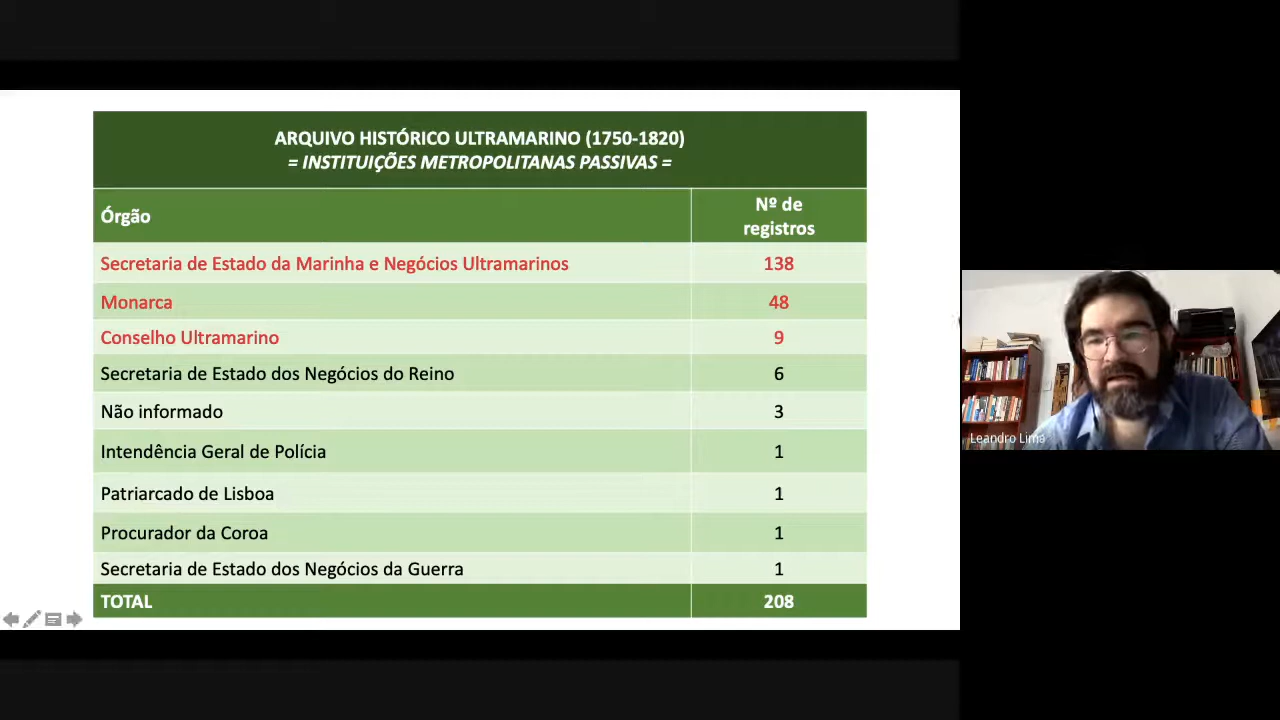 ARQUIVO HISTÓRICO ULTRAMARINO (1750-1820)
= INSTITUIÇÕES METROPOLITANAS PASSIVAS =
Órgão
Nº de
registros
Secretaria de Estado da Marinha e Negócios Ultramarinos 138
Monarca 48
Conselho Ultramarino 9
Secretaria de Estado dos Negócios do Reino 6
Não informado 3
Intendência Geral de Polícia 1
Patriarcado de Lisboa 1
Procurador da Coroa 1
Secretaria de Estado dos Negócios da Guerra 1
TOTAL 208
Leandro Lima